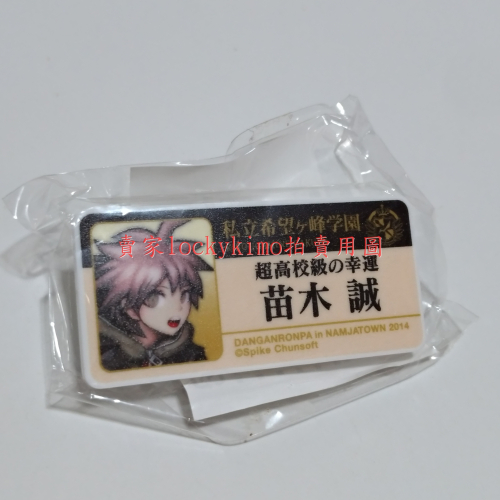 私立希望ヶ峰学園
賣家lockykimo拍賣用圖
超高校級の幸運
苗木 誠
DANGANRONPA in NAMJATOWN 2014
©Spike Chunsoft